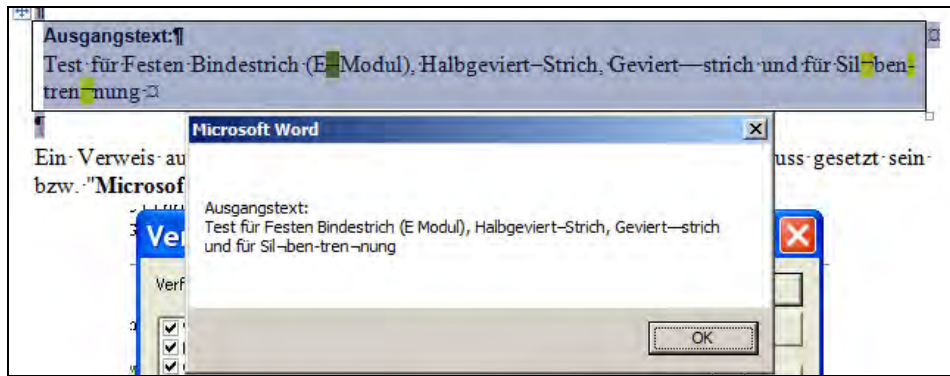 Ausgangstext:¶
Test·für·Festen·Bindestrich·(E–Modul),·Halbgeviert–Strich,·Geviert—strich·und·für·Sil¬ben-
tren¬nung·¤
¶
Microsoft Word
Ein·Verweis·
uss·gesetzt·sein·
bzw.·"Microsof
Ausgangstext:
Test für Festen Bindestrich (E Modul), Halbgeviert–Strich, Geviert—strich
und für Sil¬ben-tren¬nung
Ver
Verf
OK